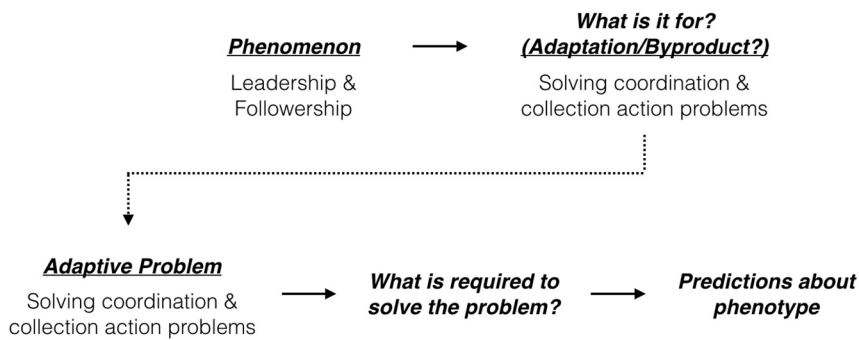 Phenomenon
Leadership &
Followership
What is it for?
(Adaptation/Byproduct?)
Solving coordination &
collection action problems
Adaptive Problem
Solving coordination &
collection action problems
What is required to
solve the problem?
Predictions about
phenotype